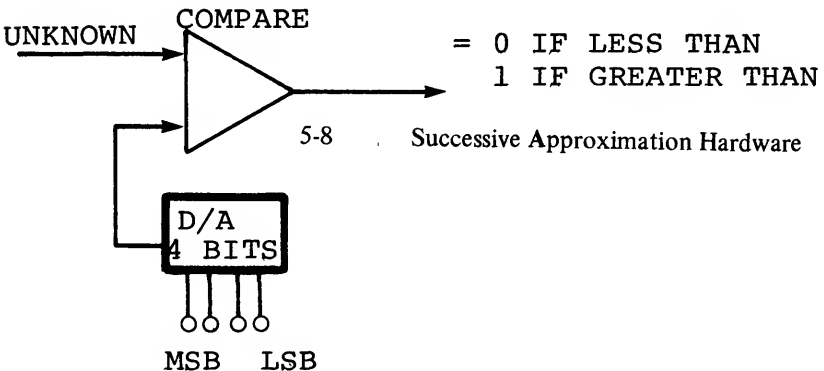 COMPARE
UNKNOWN
= 0 IF LESS THAN
1 IF GREATER THAN
5-8 Successive Approximation Hardware
D/A
4 BITS
MSB LSB